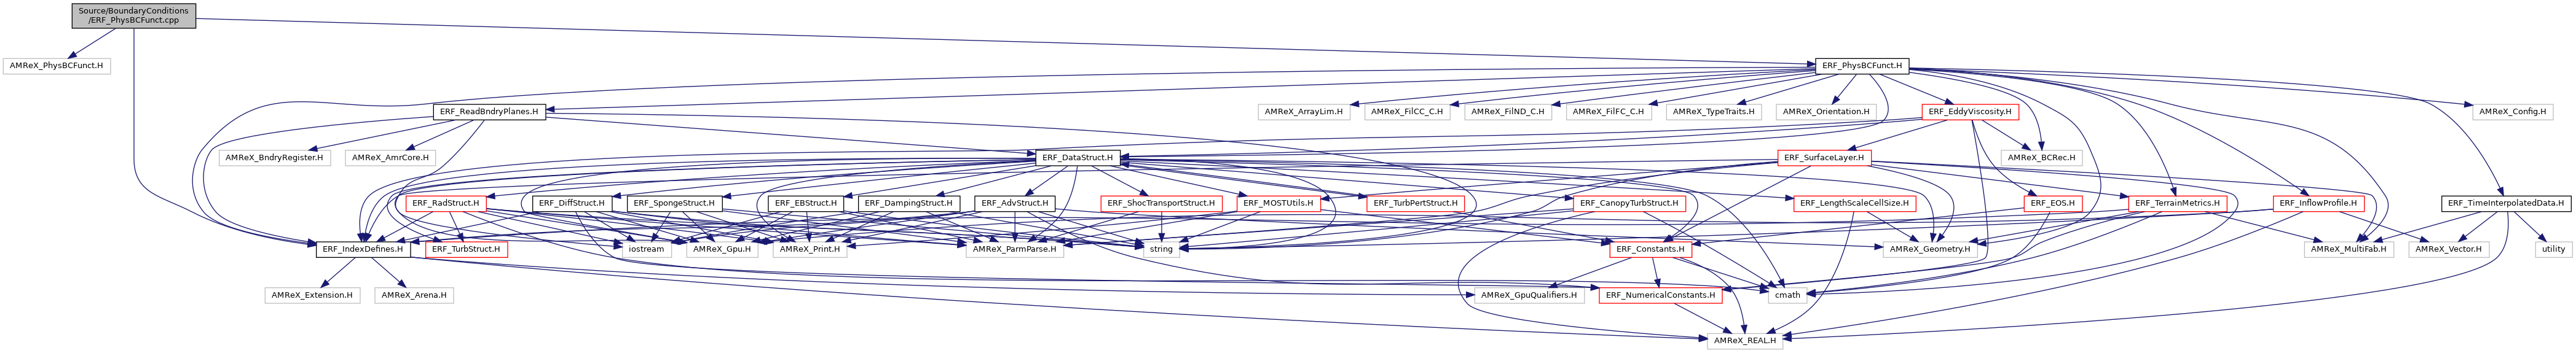 Source/BoundaryConditions
/ERF_PhysBCFunct.cpp
AMReX_PhysBCFunct.H
ERF_PhysBCFunct.H
ERF_ReadBndryPlanes.H
AMReX_ArrayLim.H
AMReX_FilCC_C.H
AMReX_FilND_C.H
AMReX_FilFC_C.H
AMReX_TypeTraits.H
AMReX_Orientation.H
ERF_EddyViscosity.H
AMReX_Config.H
AMReX_BndryRegister.H
AMReX_AmrCore.H
ERF_DataStruct.H
ERF_SurfaceLayer.H
AMReX_BCRec.H
ERF_RadStruct.H
ERF_DiffStruct.H
ERF_SpongeStruct.H
ERF_EBStruct.H
ERF_DampingStruct.H
ERF_AdvStruct.H
ERF_ShocTransportStruct.H
ERF_MOSTUtils.H
ERF_TurbPertStruct.H
ERF_CanopyTurbStruct.H
ERF_LengthScaleCellSize.H
ERF_EOS.H
ERF_TerrainMetrics.H
ERF_InflowProfile.H
ERF_TimeInterpolatedData.H
ERF_IndexDefines.H
ERF_TurbStruct.H
iostream
AMReX_Gpu.H
AMReX_Print.H
AMReX_ParmParse.H
string
ERF_Constants.H
AMReX_Geometry.H
AMReX_MultiFab.H
AMReX_Vector.H
utility
AMReX_Extension.H
AMReX_Arena.H
AMReX_GpuQualifiers.H
ERF_NumericalConstants.H
cmath
AMReX_REAL.H